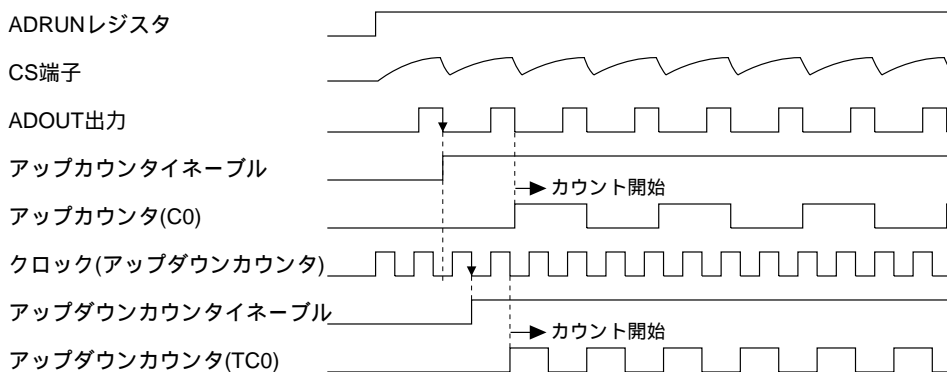 ADRUNレジスタ
CS端子
ADOUT出力
アップカウンタイネーブル
カウント開始
アップカウンタ(C0)
クロック(アップダウンカウンタ)
アップダウンカウンタイネーブル
カウント開始
アップダウンカウンタ(TC0)